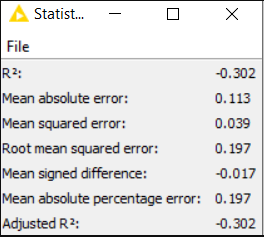 Statist...
File
R²: -0.302
Mean absolute error: 0.113
Mean squared error: 0.039
Root mean squared error: 0.197
Mean signed difference: -0.017
Mean absolute percentage error: 0.197
Adjusted R²: -0.302